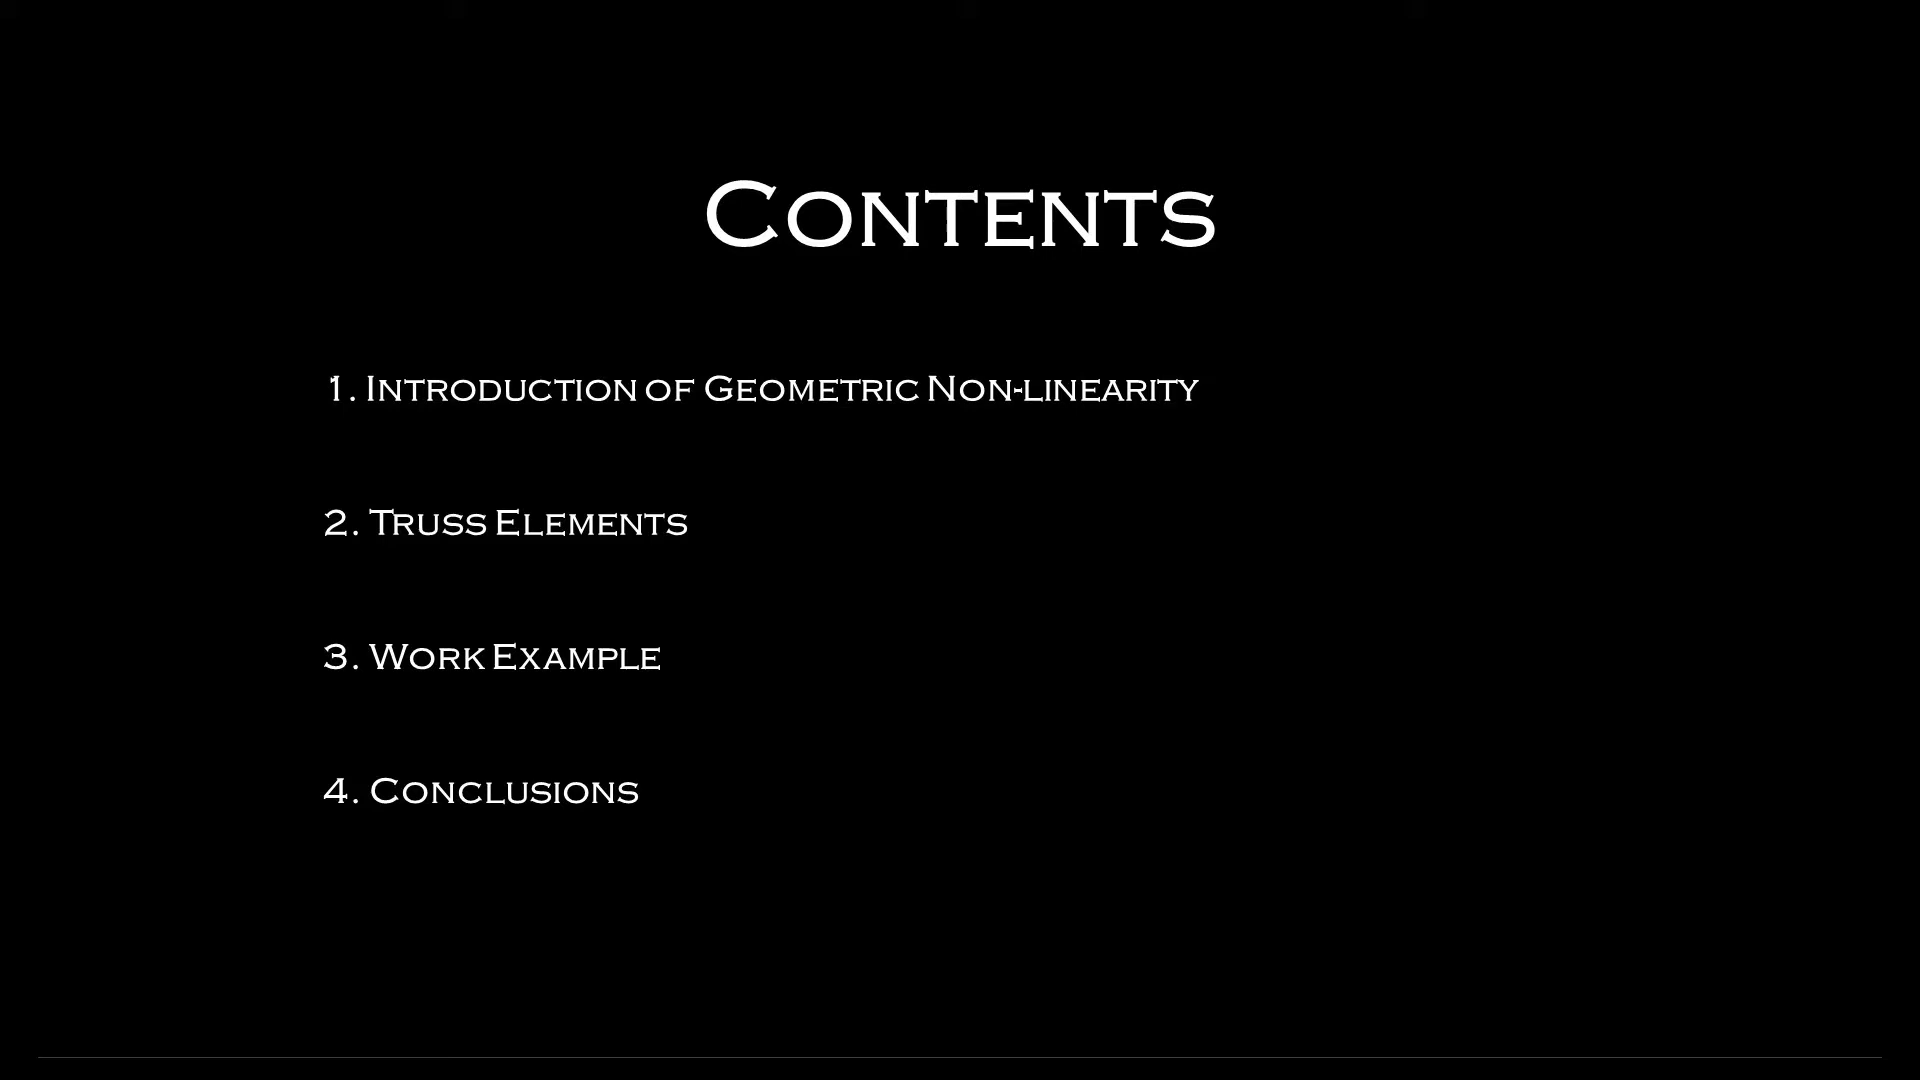 Contents
1. Introduction of Geometric Non-linearity
2. Truss Elements
3. Work Example
4. Conclusions